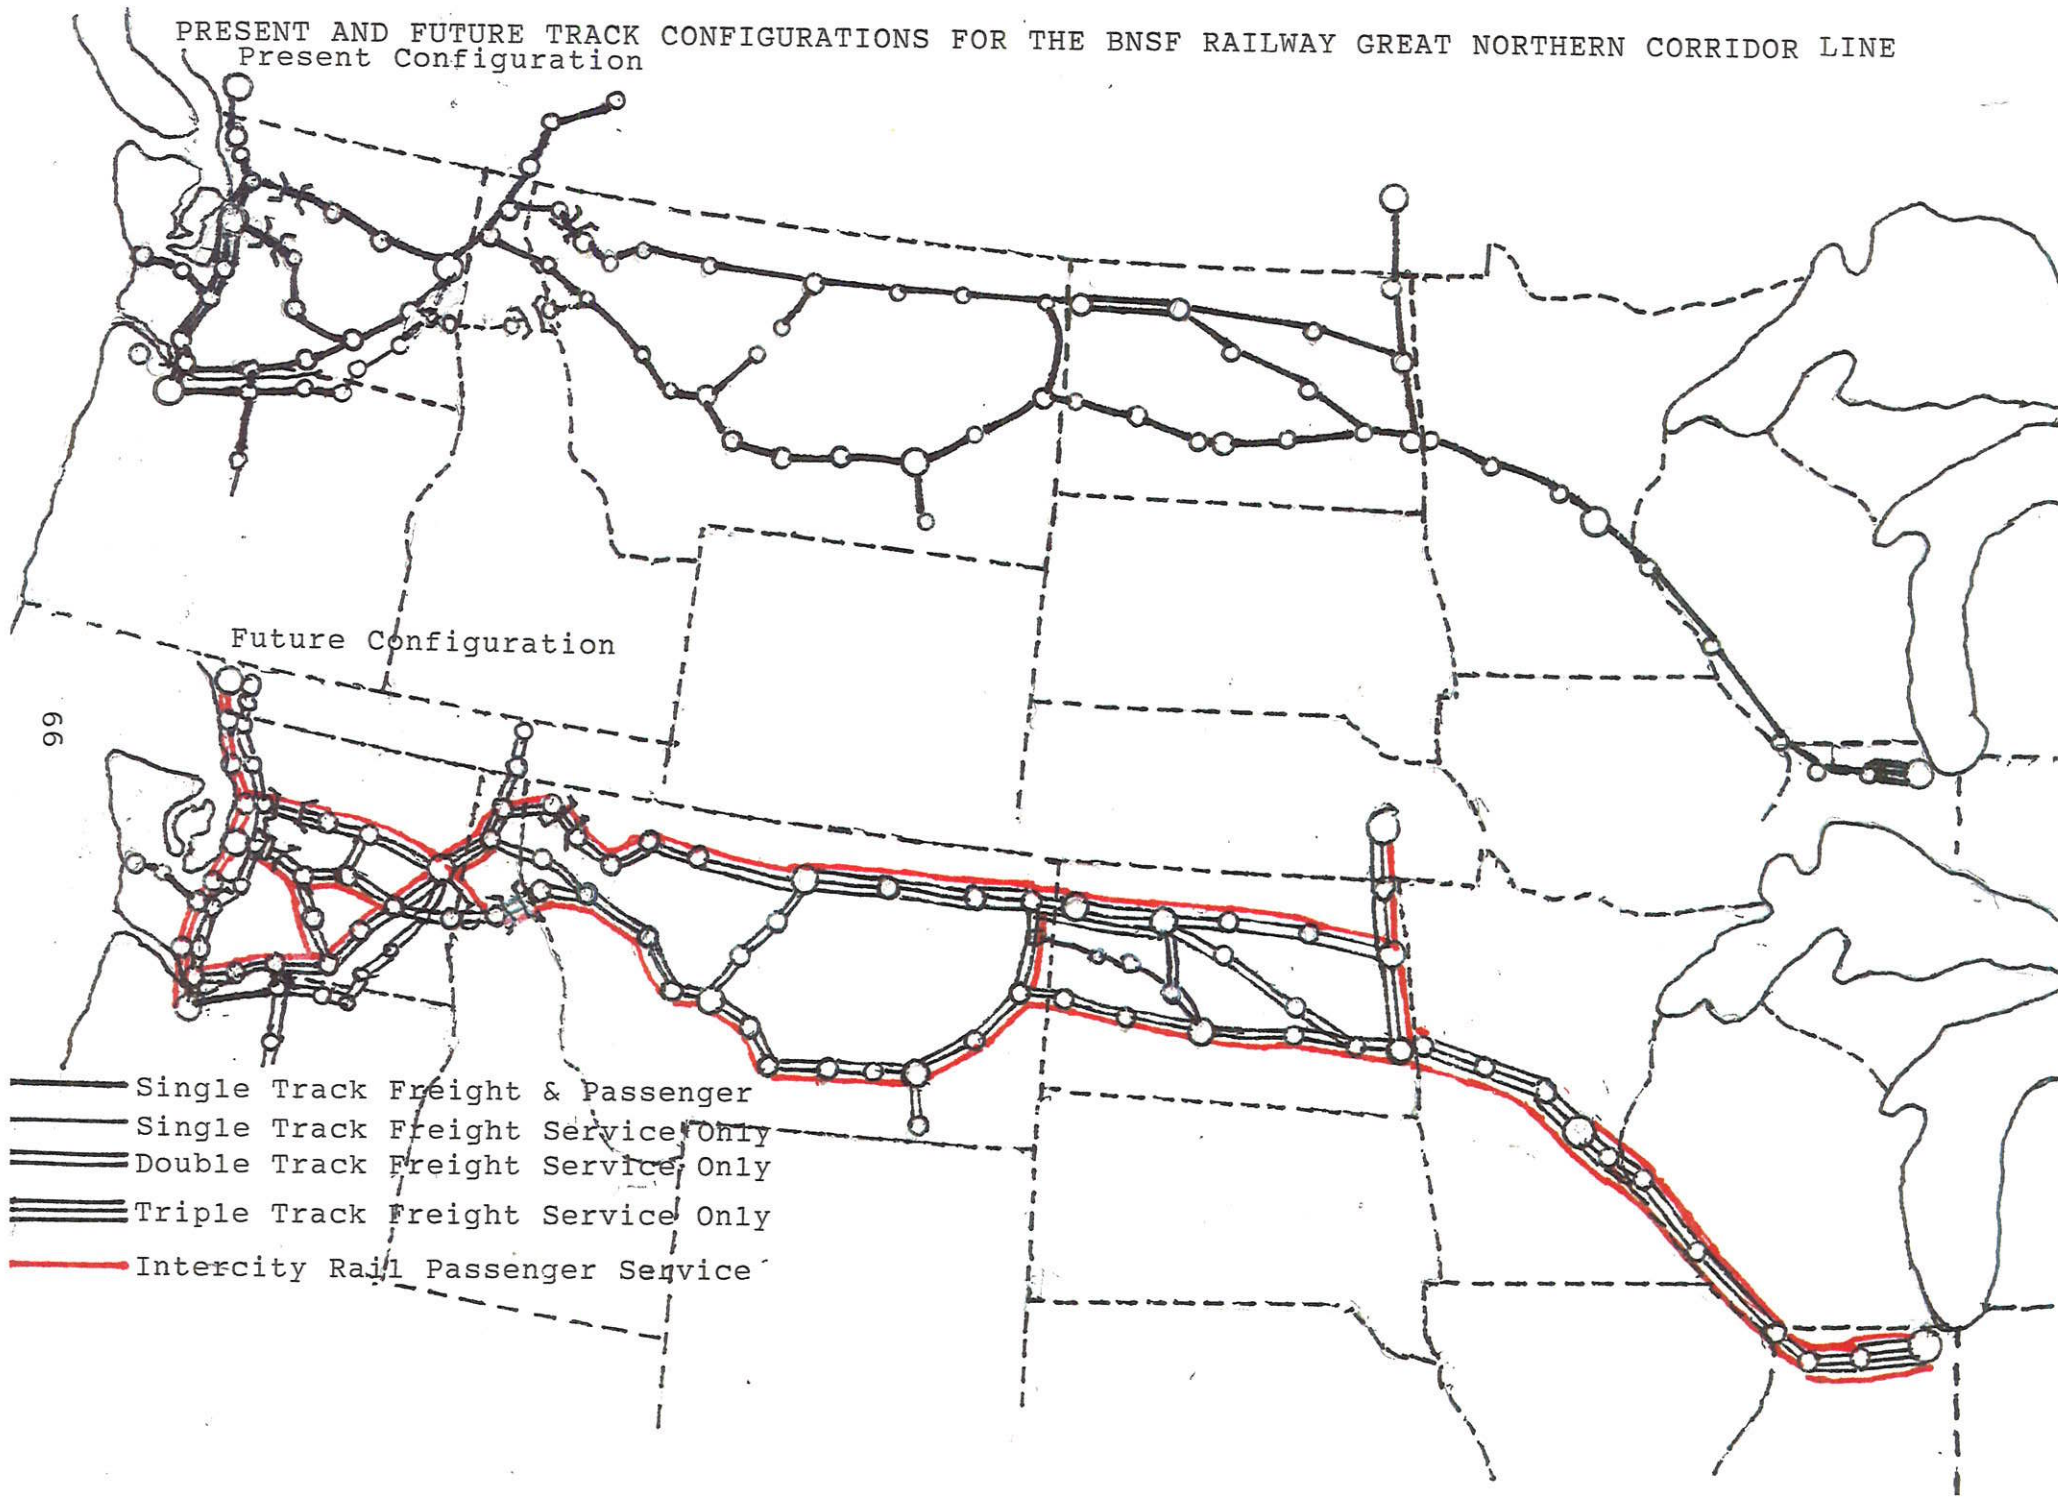 PRESENT AND FUTURE TRACK CONFIGURATIONS FOR THE BNSF RAILWAY GREAT NORTHERN CORRIDOR LINE
Present Configuration
Future Configuration
66
Single Track Freight & Passenger
Single Track Freight Service Only
Double Track Freight Service Only
Triple Track Freight Service Only
Intercity Rail Passenger Service